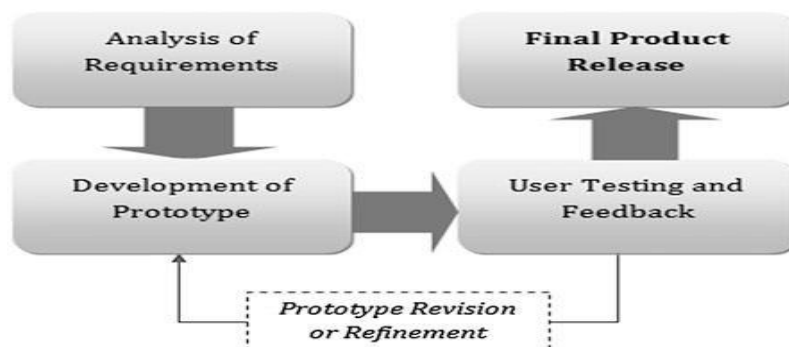 Analysis of
Requirements
Final Product
Release
Development of
Prototype
User Testing and
Feedback
Prototype Revision
or Refinement